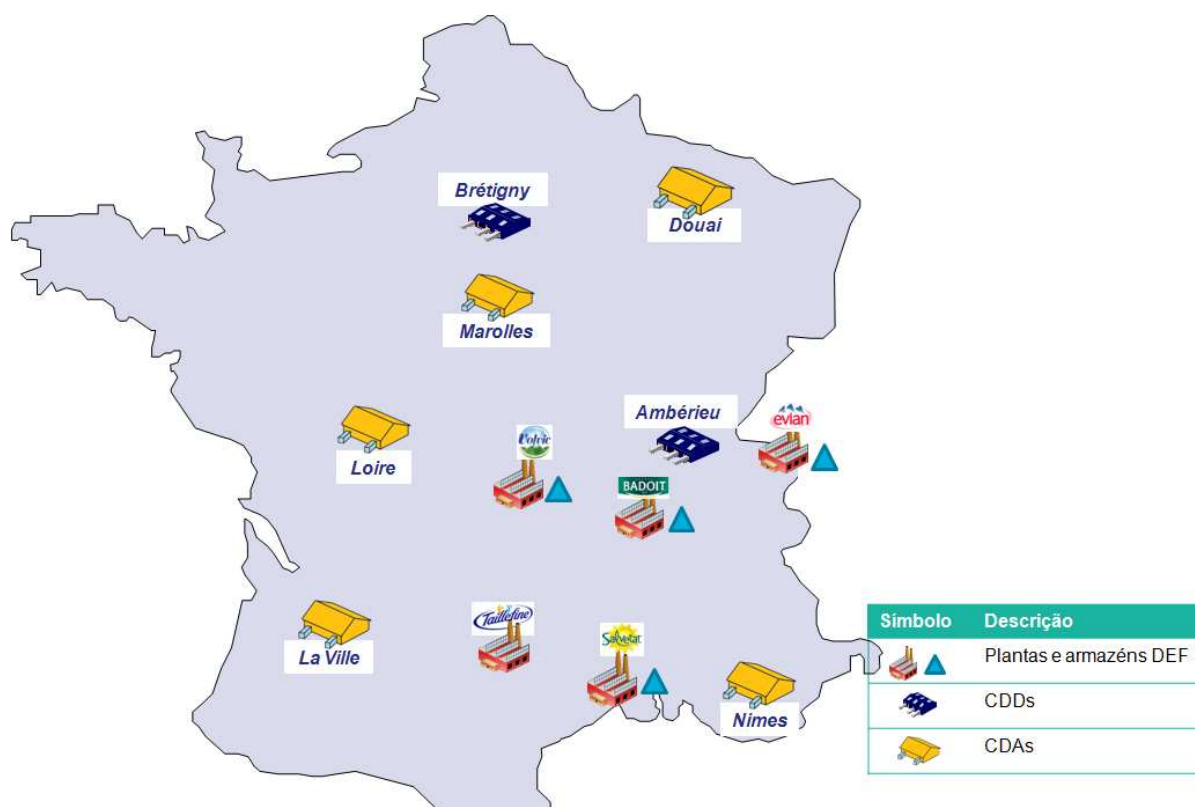 Brétigny
Douai
Marolles
Ambérieu
evian
Loire
Volvic
BADOIT
Taillefine
Salvetat
La Ville
Nimes
Símbolo Descrição
Plantas e armazéns DEF
CDDs
CDAs